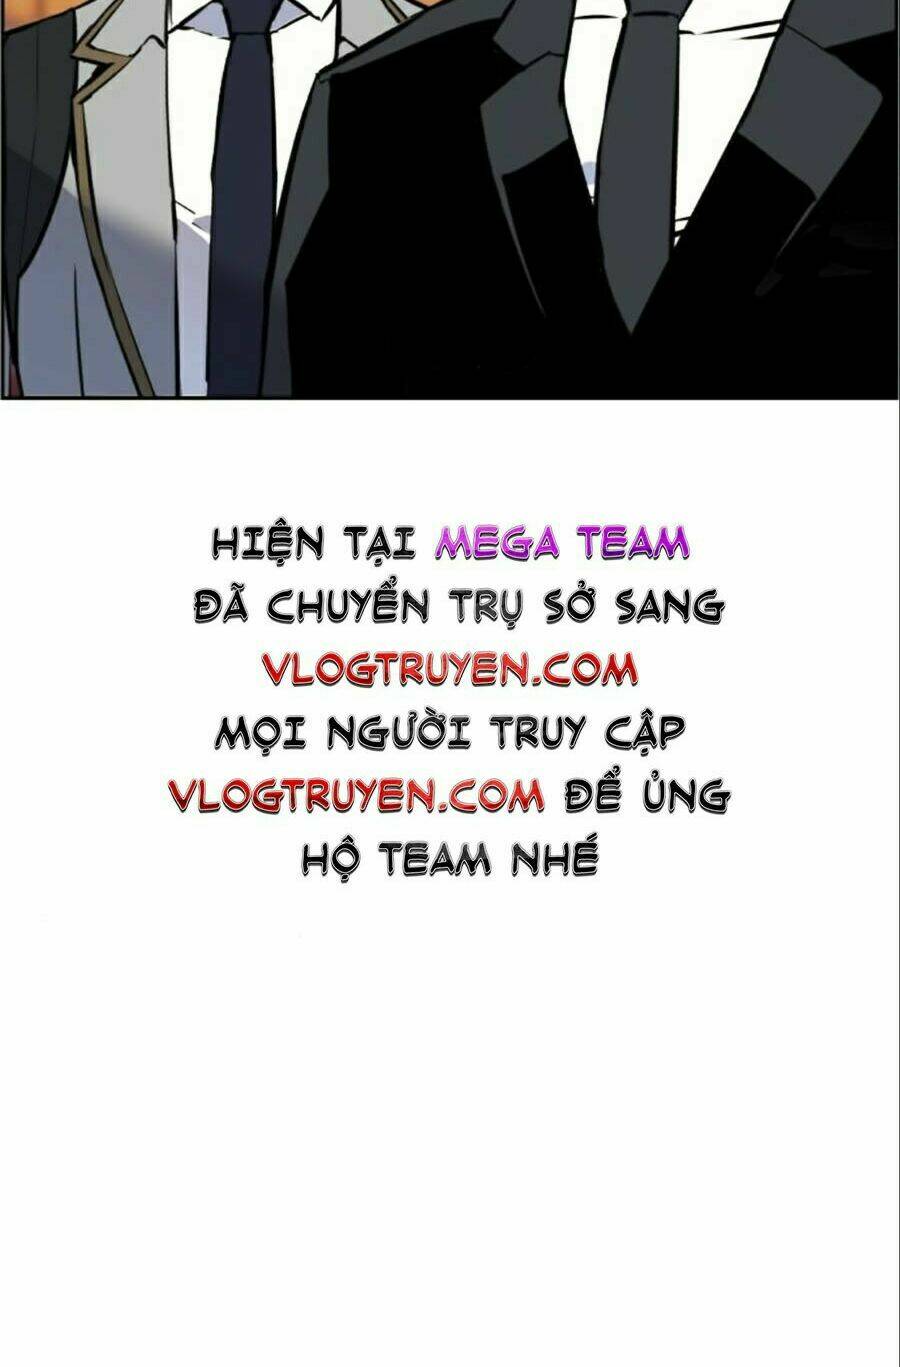 HIỆN TẠI MEGA TEAM
ĐÃ CHUYỂN TRỤ SỞ SANG
VLOGTRUYEN.COM
MỌI NGƯỜI TRUY CẬP
VLOGTRUYEN.COM ĐỂ ỦNG
HỘ TEAM NHÉ